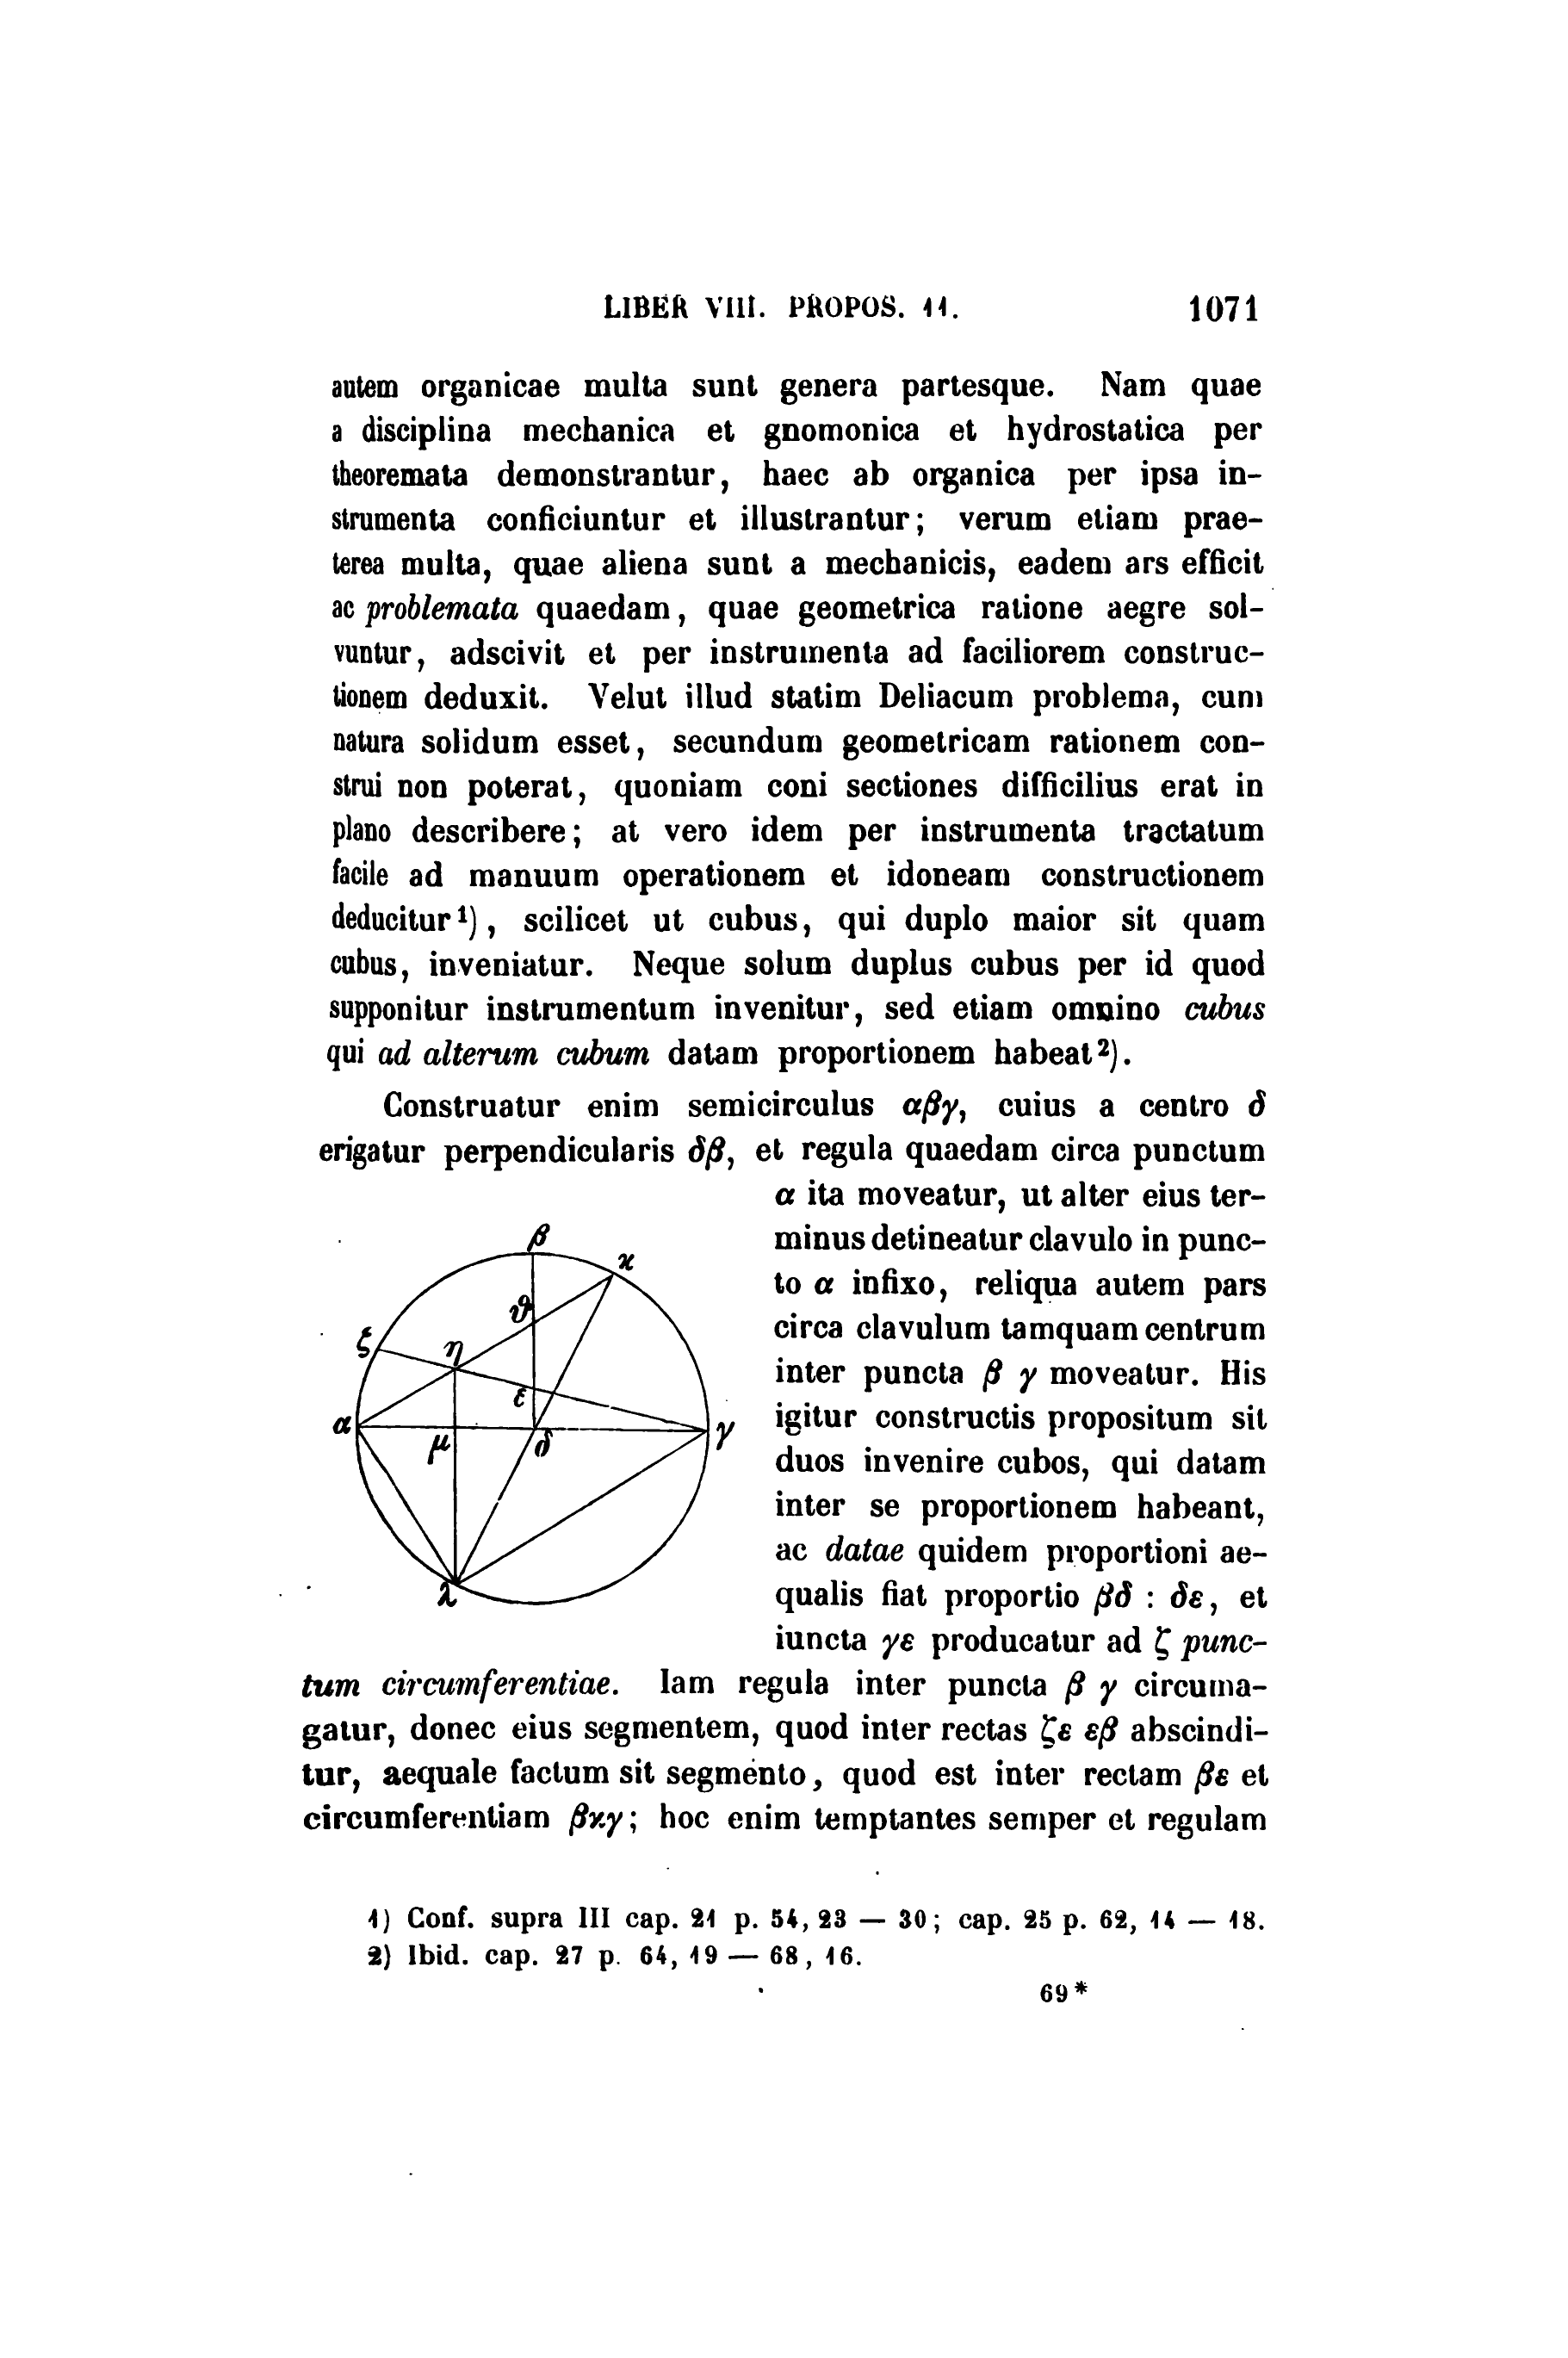 LIBER VIII. PROPOS. 11. 1071
autem organicae multa sunt genera partesque. Nam quae
a disciplina mechanica et gnomonica et hydrostatica per
theoremata demonstrantur, haec ab organica per ipsa in-
strumenta conficiuntur et illustrantur; verum etiam prae-
terea multa, quae aliena sunt a mechanicis, eadem ars efficit
ac problemata quaedam, quae geometrica ratione aegre sol-
vuntur, adscivit et per instrumenta ad faciliorem construc-
tionem deduxit. Velut illud statim Deliacum problema, cum
natura solidum esset, secundum geometricam rationem con-
strui non poterat, quoniam coni sectiones difficilius erat in
plano describere; at vero idem per instrumenta tractatum
facile ad manuum operationem et idoneam constructionem
deducitur¹), scilicet ut cubus, qui duplo maior sit quam
cubus, inveniatur. Neque solum duplus cubus per id quod
supponitur instrumentum invenitur, sed etiam omnino cubus
qui ad alterum cubum datam proportionem habeat²).
Construatur enim semicirculus αβγ, cuius a centro δ
erigatur perpendicularis δβ, et regula quaedam circa punctum
α ita moveatur, ut alter eius ter-
minus detineatur clavulo in punc-
to α infixo, reliqua autem pars
circa clavulum tamquam centrum
inter puncta β γ moveatur. His
igitur constructis propositum sit
duos invenire cubos, qui datam
inter se proportionem habeant,
ac datae quidem proportioni ae-
qualis fiat proportio βδ : δε, et
iuncta γε producatur ad ζ punc-
β
ϰ
ϑ
ζ
η
ε
α
μ
δ
γ
λ
tum circumferentiae. Iam regula inter puncta β γ circuma-
gatur, donec eius segmentem, quod inter rectas ζε εβ abscindi-
tur, aequale factum sit segmento, quod est inter rectam βε et
circumferentiam βϰγ; hoc enim temptantes semper et regulam
1) Conf. supra III cap. 21 p. 54, 23 — 30; cap. 25 p. 62, 14 — 18.
2) Ibid. cap. 27 p. 64, 19 — 68, 16.
69*